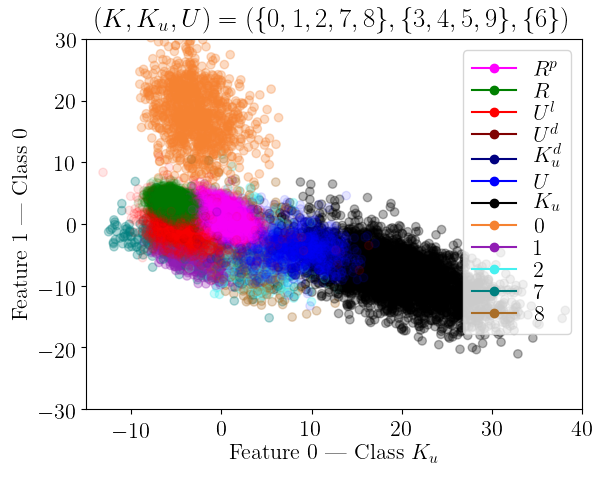 (K, K_u, U) = ({0, 1, 2, 7, 8}, {3, 4, 5, 9}, {6})
30
20
10
0
−10
−20
−30
Feature 1 — Class 0
−10
0
10
20
30
40
Feature 0 — Class K_u
R^p
R
U^l
U^d
K_u^d
U
K_u
0
1
2
7
8